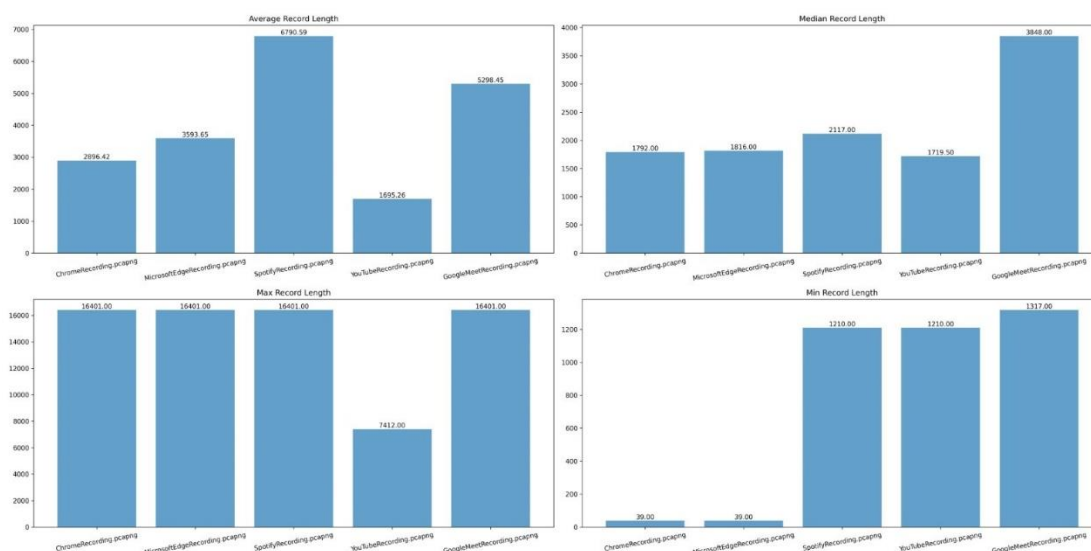 Average Record Length
7000
6000
5000
4000
3000
2000
1000
0
2896.42
3593.65
6790.59
1695.26
5298.45
ChromeRecording.pcapng
MicrosoftEdgeRecording.pcapng
SpotifyRecording.pcapng
YouTubeRecording.pcapng
GoogleMeetRecording.pcapng
Median Record Length
4000
3500
3000
2500
2000
1500
1000
500
0
1792.00
1816.00
2117.00
1719.50
3848.00
ChromeRecording.pcapng
MicrosoftEdgeRecording.pcapng
SpotifyRecording.pcapng
YouTubeRecording.pcapng
GoogleMeetRecording.pcapng
Max Record Length
16000
14000
12000
10000
8000
6000
4000
2000
0
16401.00
16401.00
16401.00
7412.00
16401.00
ChromeRecording.pcapng
MicrosoftEdgeRecording.pcapng
SpotifyRecording.pcapng
YouTubeRecording.pcapng
GoogleMeetRecording.pcapng
Min Record Length
1200
1000
800
600
400
200
0
39.00
39.00
1210.00
1210.00
1317.00
ChromeRecording.pcapng
MicrosoftEdgeRecording.pcapng
SpotifyRecording.pcapng
YouTubeRecording.pcapng
GoogleMeetRecording.pcapng